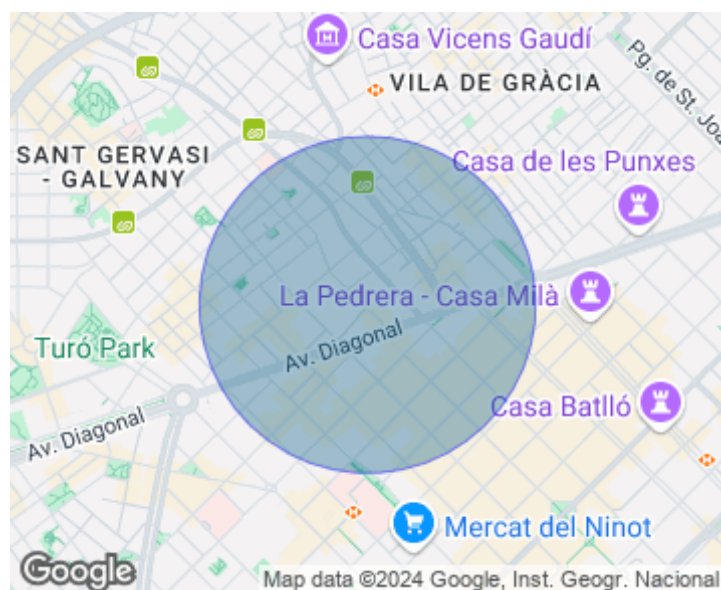 Casa Vicens Gaudí
VILA DE GRÀCIA
Pg. de St. Joa
SANT GERVASI
- GALVANY
Casa de les Punxes
La Pedrera - Casa Milà
Turó Park
Av. Diagonal
Casa Batlló
Av. Diagonal
Mercat del Ninot
Google
Map data ©2024 Google, Inst. Geogr. Nacional